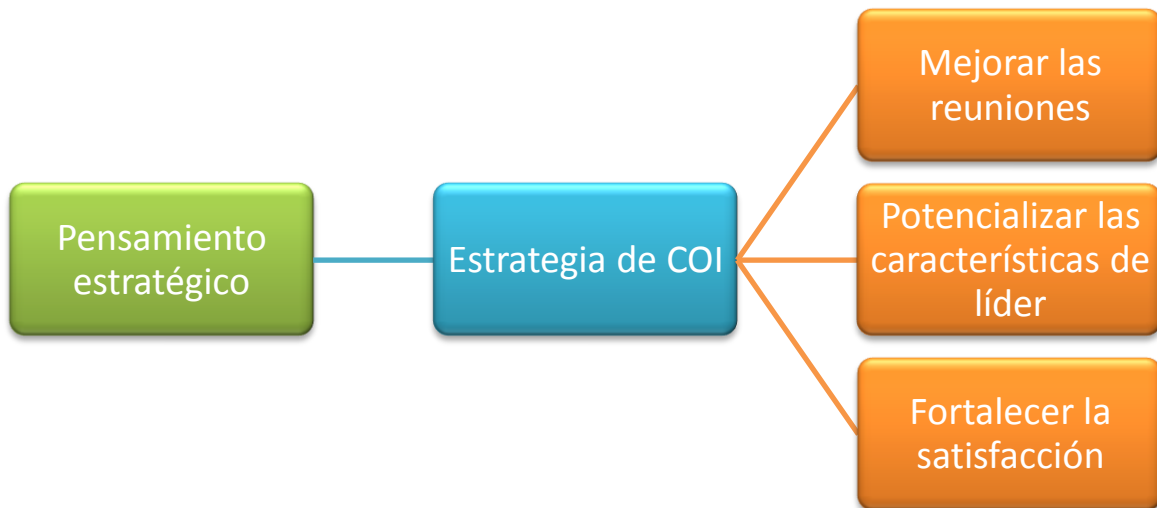 Pensamiento
estratégico
Estrategia de COI
Mejorar las
reuniones
Potencializar las
características de
líder
Fortalecer la
satisfacción